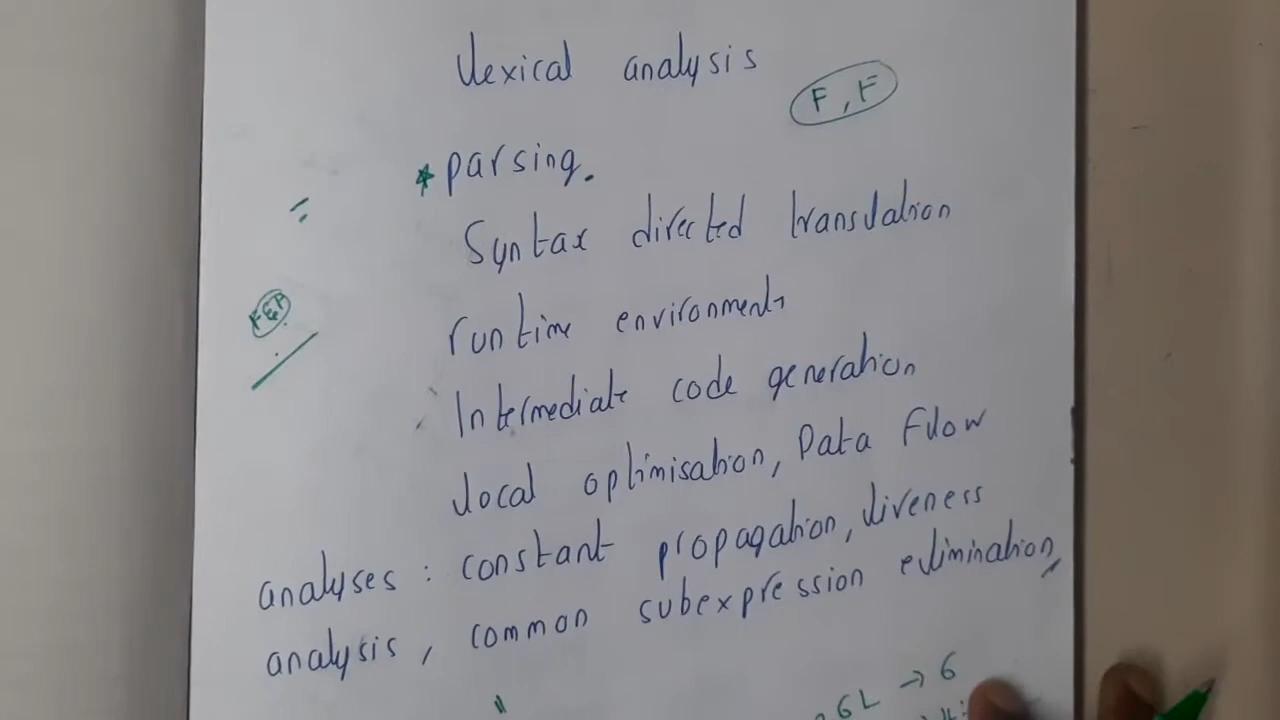 lexical analysis
F, F
* parsing.
Syntax directed translation
runtime environments
Intermediate code generation
local optimisation, Data Flow
analyses : constant propagation, liveness
analysis, common subexpression elimination,
GL → 6